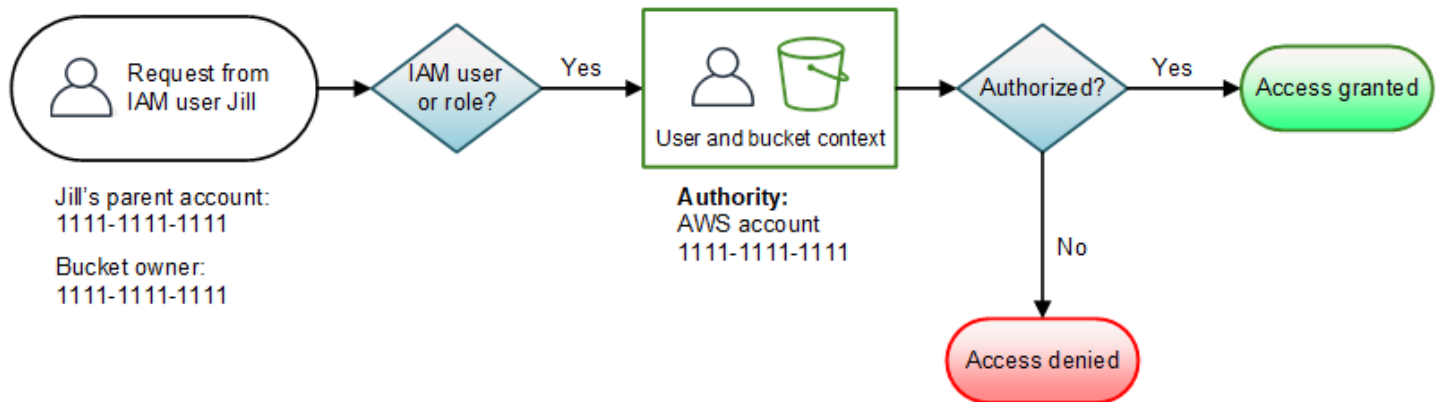 Request from
IAM user Jill
IAM user
or role?
Yes
User and bucket context
Authorized?
Yes
Access granted
Jill's parent account:
1111-1111-1111
Bucket owner:
1111-1111-1111
Authority:
AWS account
1111-1111-1111
No
Access denied